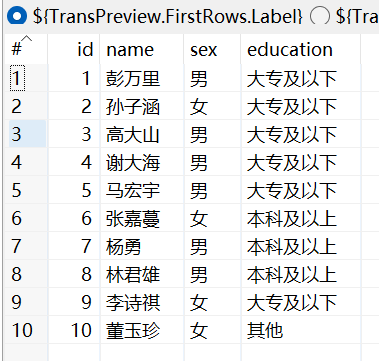 ${TransPreview.FirstRows.Label} ${Tra
# id name sex education
1 1 彭万里 男 大专及以下
2 2 孙子涵 女 大专及以下
3 3 高大山 男 大专及以下
4 4 谢大海 男 大专及以下
5 5 马宏宇 男 大专及以下
6 6 张嘉蔓 女 本科及以上
7 7 杨勇 男 本科及以上
8 8 林君雄 男 本科及以上
9 9 李诗祺 女 大专及以下
10 10 董玉珍 女 其他